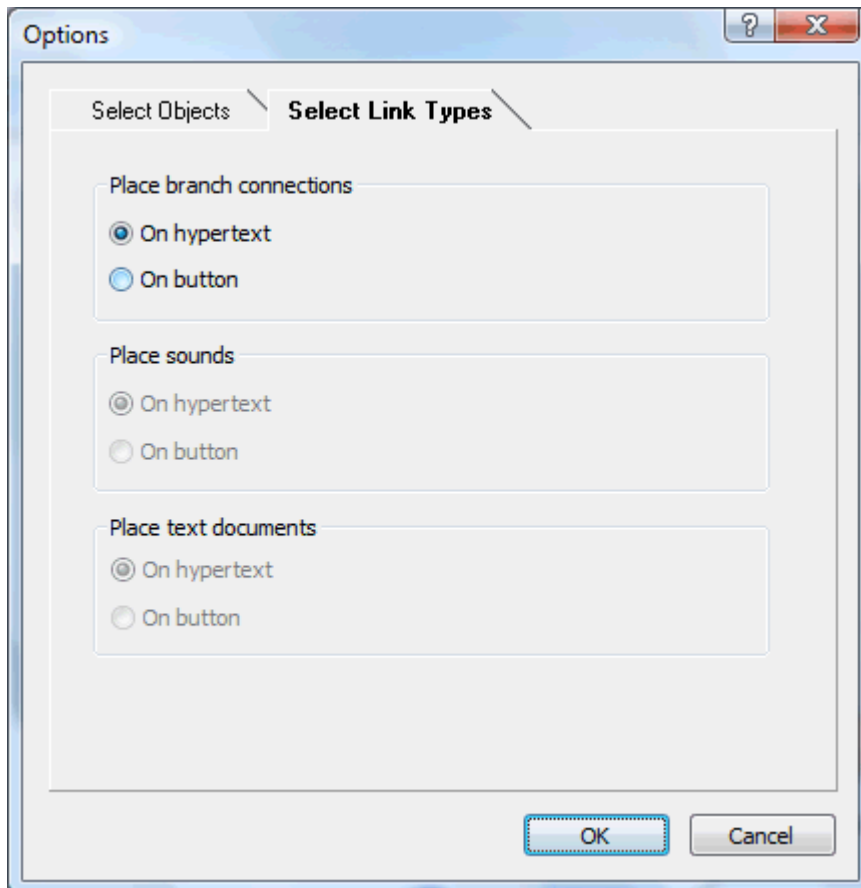 Options
?
X
Select Objects
Select Link Types
Place branch connections
On hypertext
On button
Place sounds
On hypertext
On button
Place text documents
On hypertext
On button
OK
Cancel